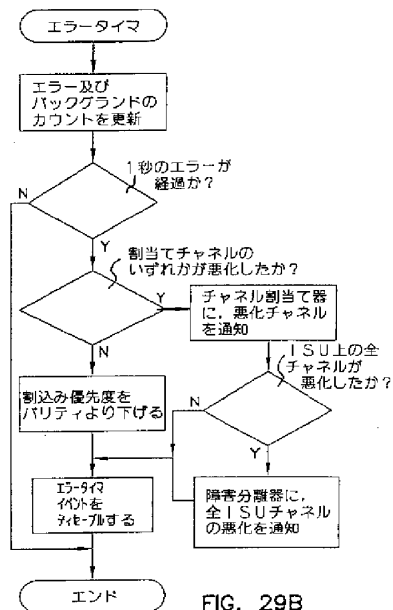 エラータイマ
エラー及び
バックグランドの
カウントを更新
1秒のエラーが
経過か？
N
Y
割当てチャネルの
いずれかが悪化したか？
Y
N
チャネル割当て器
に，悪化チャネル
を通知
ISU上の全
チャネルが
悪化したか？
N
Y
割込み優先度を
パリティより下げる
エラータイマ
イベントを
ディセーブルする
障害分離器に，
全ISUチャネル
の悪化を通知
エンド
FIG. 29B